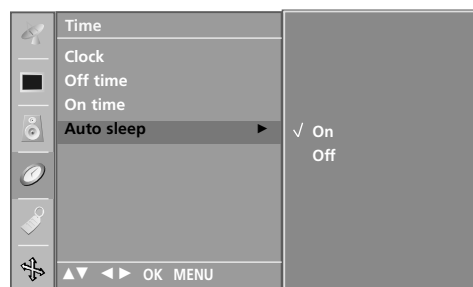 Time
Clock
Off time
On time
Auto sleep ►
√ On
Off
▲▼ ◄► OK MENU